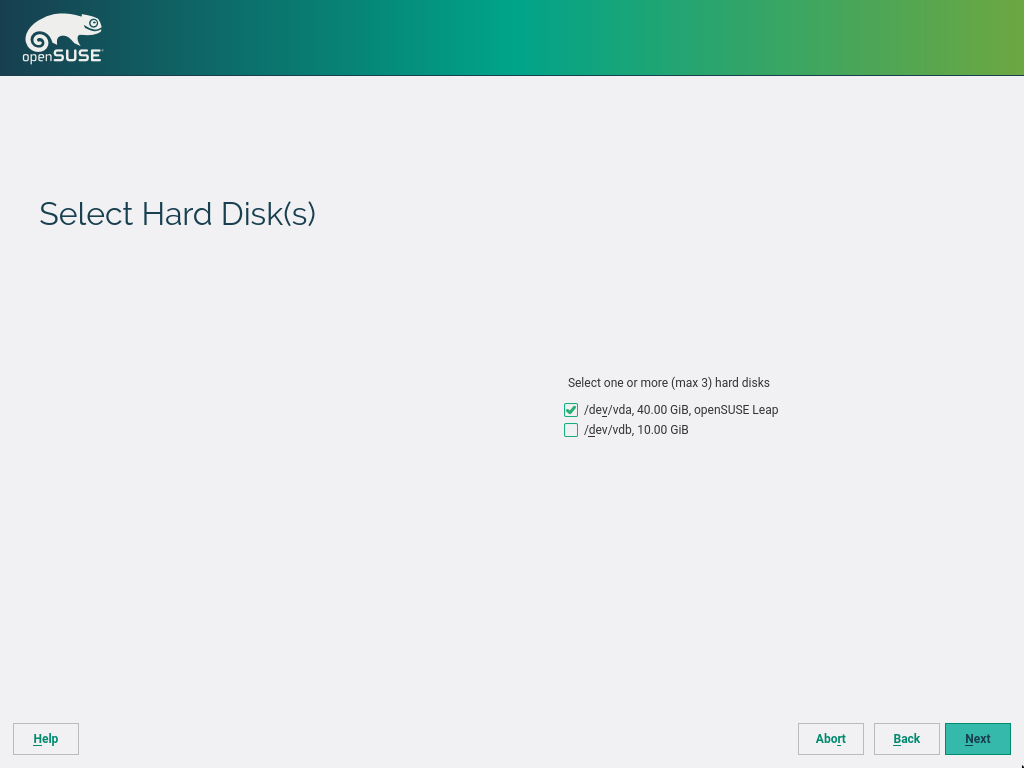 openSUSE
Select Hard Disk(s)
Select one or more (max 3) hard disks
/dev/vda, 40.00 GiB, openSUSE Leap
/dev/vdb, 10.00 GiB
Help
Abort
Back
Next